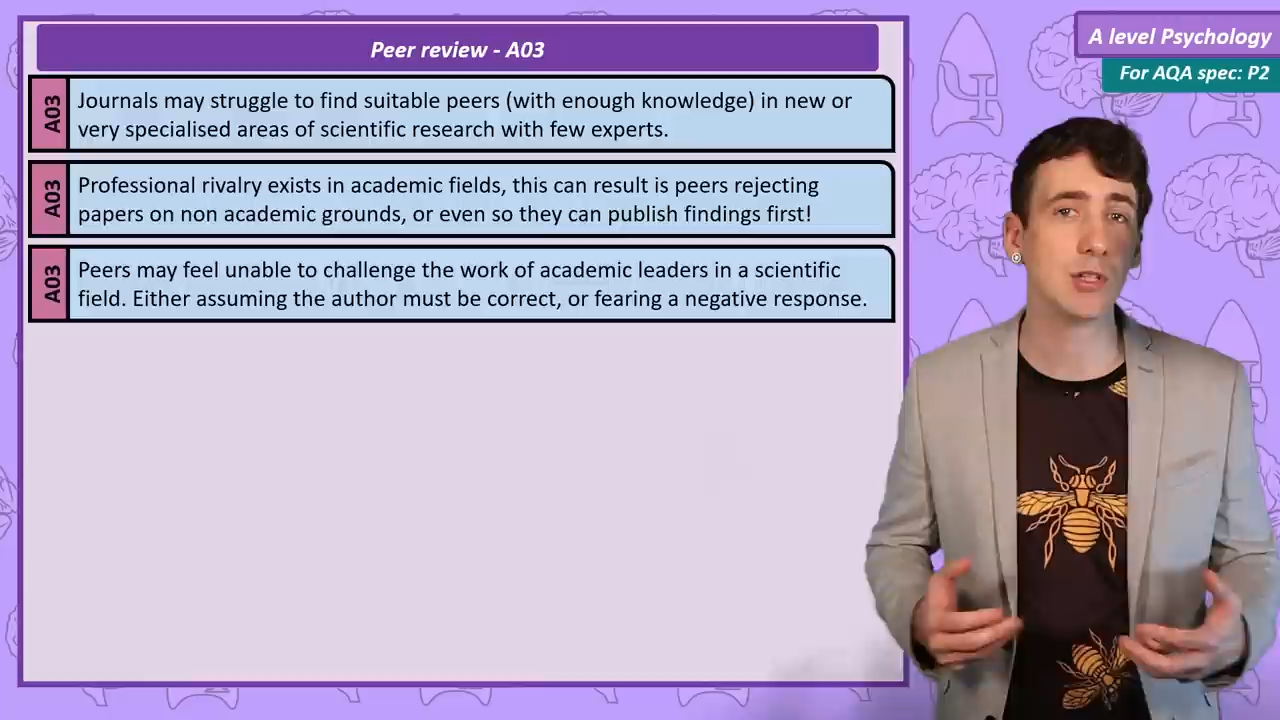 Peer review - A03
A level Psychology
For AQA spec: P2
A03
Journals may struggle to find suitable peers (with enough knowledge) in new or
very specialised areas of scientific research with few experts.
A03
Professional rivalry exists in academic fields, this can result is peers rejecting
papers on non academic grounds, or even so they can publish findings first!
A03
Peers may feel unable to challenge the work of academic leaders in a scientific
field. Either assuming the author must be correct, or fearing a negative response.